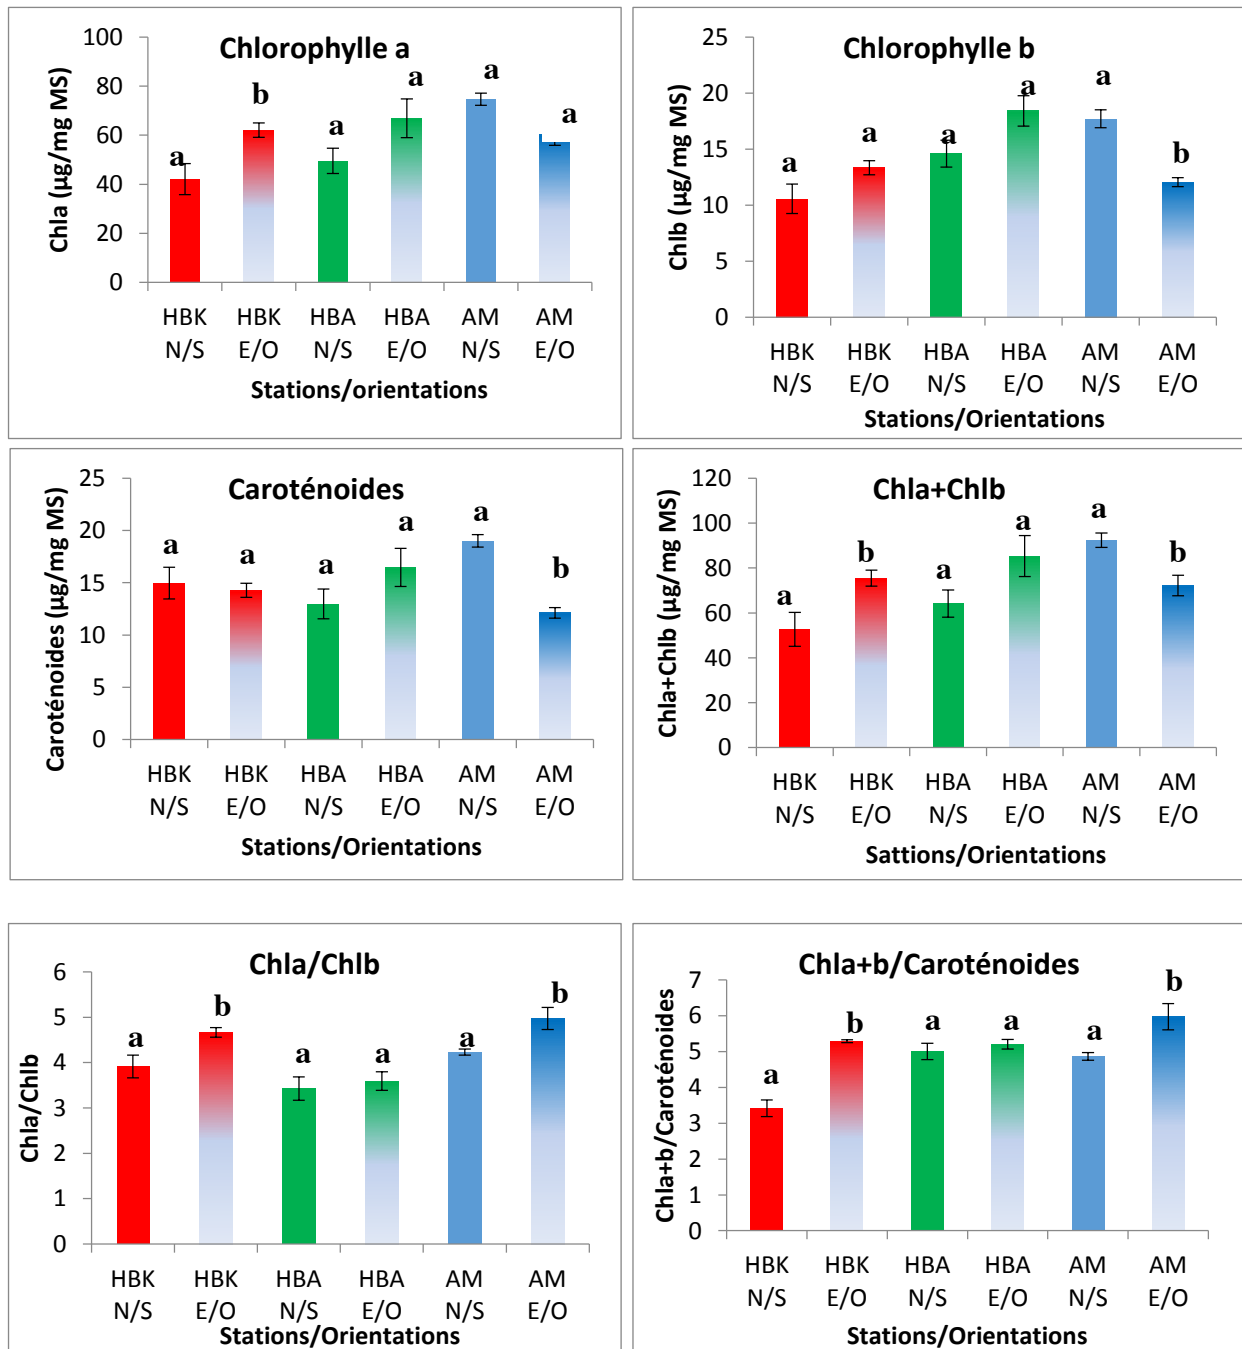 Chlorophylle a
Chla (µg/mg MS)
100
80
60
40
20
0
a
b
a
a
a
a
HBK HBK HBA HBA AM AM
N/S E/O N/S E/O N/S E/O
Stations/orientations
Chlorophylle b
Chlb (µg/mg MS)
25
20
15
10
5
0
a
a
a
a
a
b
HBK HBK HBA HBA AM AM
N/S E/O N/S E/O N/S E/O
Stations/Orientations
Caroténoides
Caroténoides (µg/mg MS)
25
20
15
10
5
0
a
a
a
a
a
b
HBK HBK HBA HBA AM AM
N/S E/O N/S E/O N/S E/O
Stations/Orientations
Chla+Chlb
Chla+Chlb (µg/mg MS)
120
100
80
60
40
20
0
a
b
a
a
a
b
HBK HBK HBA HBA AM AM
N/S E/O N/S E/O N/S E/O
Sattions/Orientations
Chla/Chlb
Chla/Chlb
6
5
4
3
2
1
0
a
b
a
a
a
b
HBK HBK HBA HBA AM AM
N/S E/O N/S E/O N/S E/O
Stations/Orientations
Chla+b/Caroténoides
Chla+b/Caroténoides
7
6
5
4
3
2
1
0
a
b
a
a
a
b
HBK HBK HBA HBA AM AM
N/S E/O N/S E/O N/S E/O
Stations/Orientations